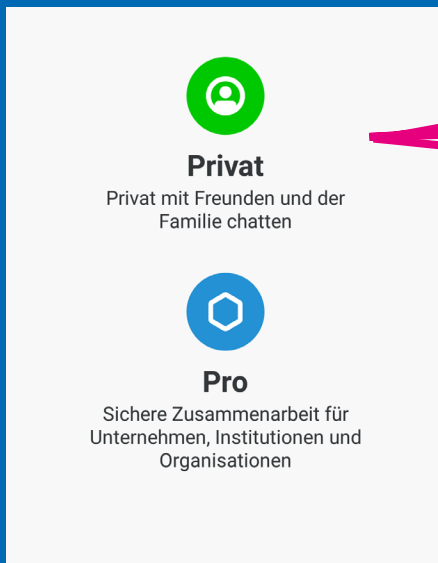 Privat
Privat mit Freunden und der
Familie chatten
Pro
Sichere Zusammenarbeit für
Unternehmen, Institutionen und
Organisationen